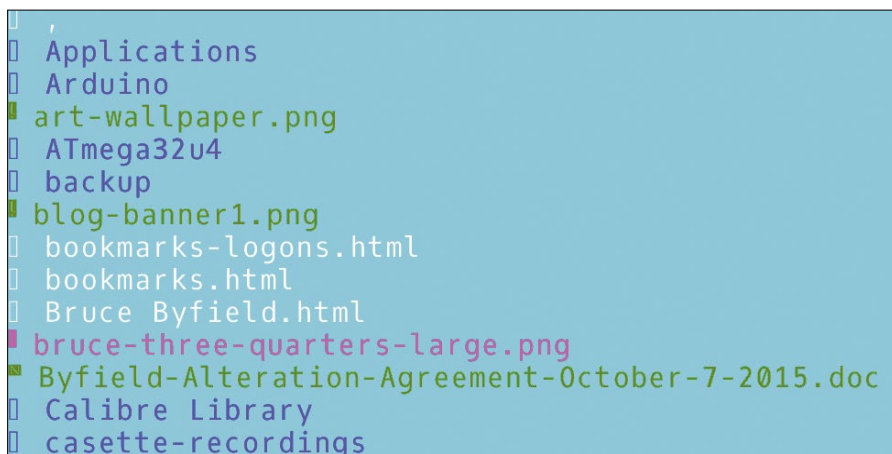 ,
Applications
Arduino
art-wallpaper.png
ATmega32u4
backup
blog-banner1.png
bookmarks-logons.html
bookmarks.html
Bruce Byfield.html
bruce-three-quarters-large.png
Byfield-Alteration-Agreement-October-7-2015.doc
Calibre Library
casette-recordings